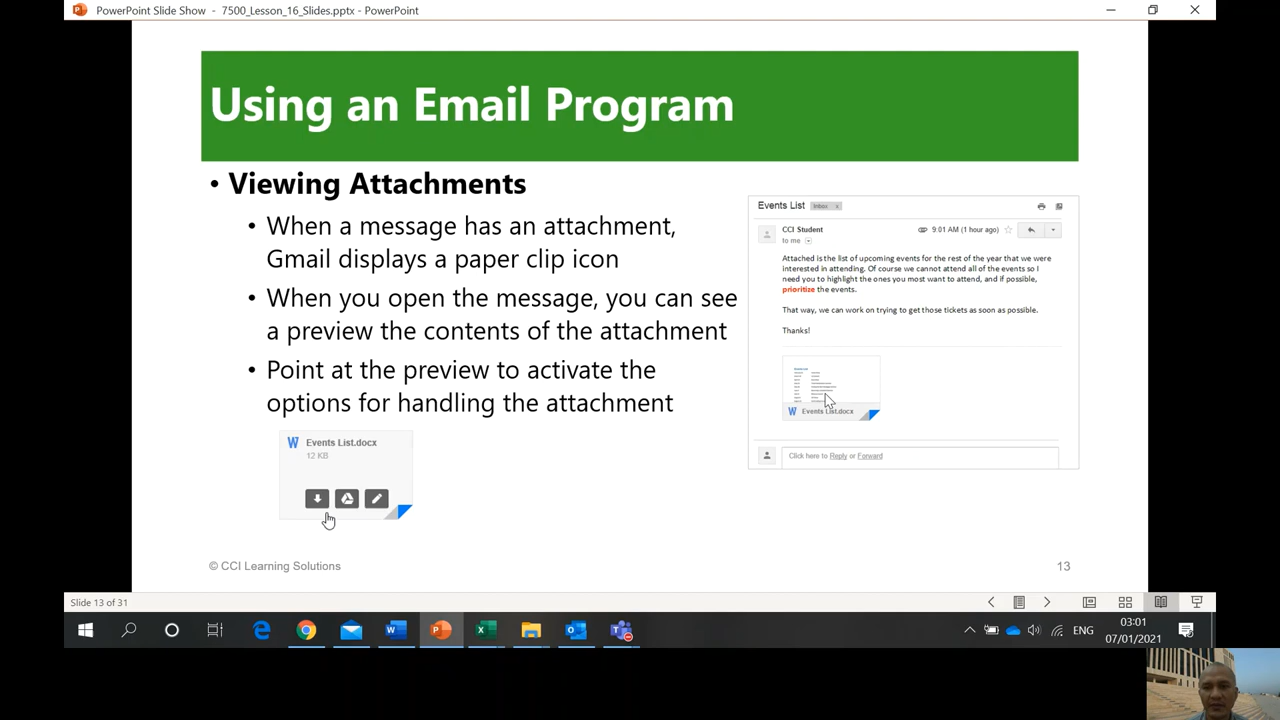 PowerPoint Slide Show - 7500_Lesson_16_Slides.pptx - PowerPoint
Using an Email Program
• Viewing Attachments
• When a message has an attachment,
Gmail displays a paper clip icon
• When you open the message, you can see
a preview the contents of the attachment
• Point at the preview to activate the
options for handling the attachment
W Events List.docx
12 KB
Events List Inbox x
CCI Student 9:01 AM (1 hour ago)
to me
Attached is the list of upcoming events for the rest of the year that we were
interested in attending. Of course we cannot attend all of the events so I
need you to highlight the ones you most want to attend, and if possible,
prioritize the events.
That way, we can work on trying to get those tickets as soon as possible.
Thanks!
W Events List.docx
Click here to Reply or Forward
© CCI Learning Solutions 13
Slide 13 of 31
ENG
03:01
07/01/2021